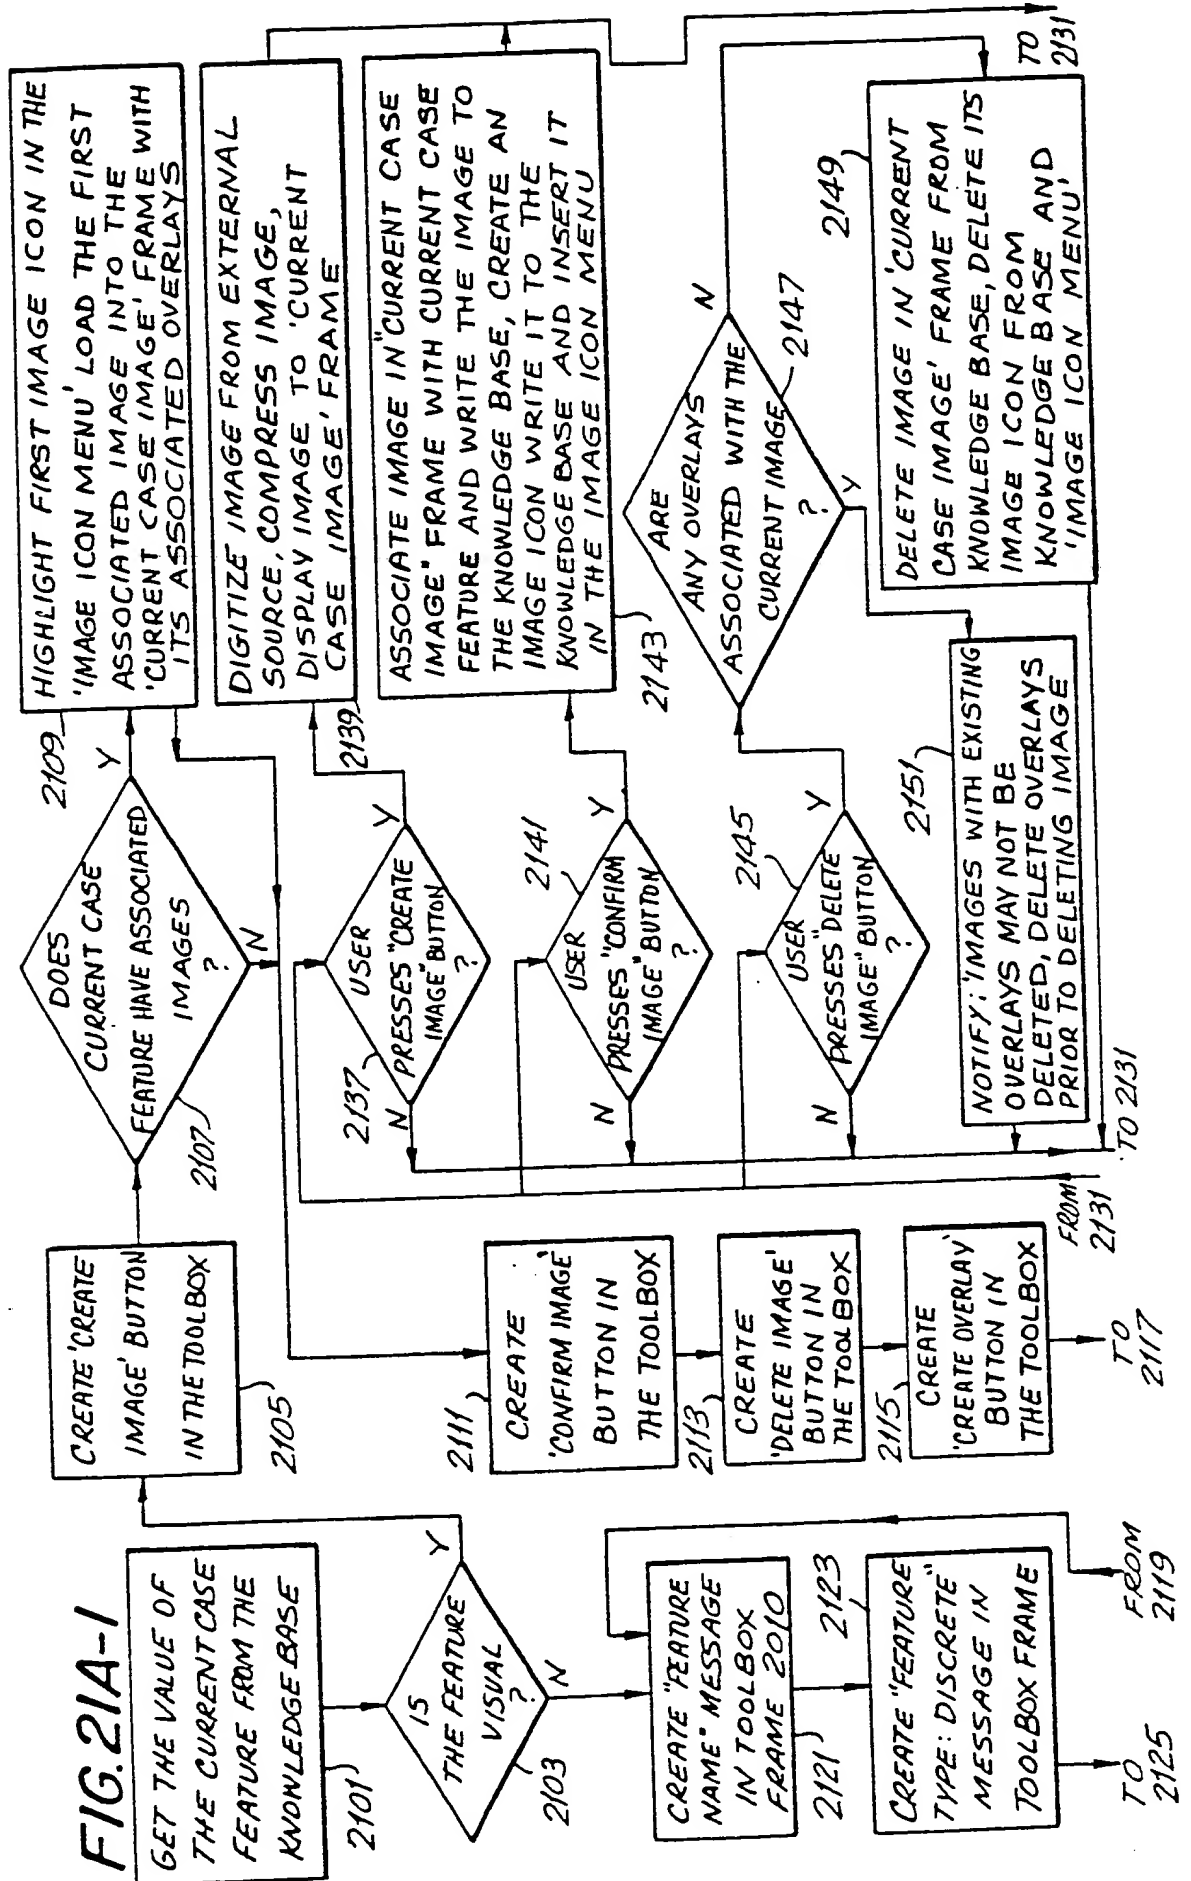 FIG. 21A-1
GET THE VALUE OF
THE CURRENT CASE
FEATURE FROM THE
KNOWLEDGE BASE
2101
IS
THE FEATURE
VISUAL
?
Y
N
2103
CREATE "FEATURE
NAME" MESSAGE
IN TOOLBOX
FRAME 2010
2121
CREATE "FEATURE
TYPE: DISCRETE"
MESSAGE IN
TOOLBOX FRAME
2123
TO
2125
FROM
2119
CREATE 'CREATE
IMAGE' BUTTON
IN THE TOOLBOX
2105
CREATE
'CONFIRM IMAGE'
BUTTON IN
THE TOOLBOX
2111
CREATE
'DELETE IMAGE'
BUTTON IN
THE TOOLBOX
2113
CREATE
'CREATE OVERLAY'
BUTTON IN
THE TOOLBOX
2115
TO
2117
DOES
CURRENT CASE
FEATURE HAVE ASSOCIATED
IMAGES
?
Y
N
2107
USER
PRESSES "CREATE
IMAGE" BUTTON
?
Y
N
2137
USER
PRESSES "CONFIRM
IMAGE" BUTTON
?
Y
N
2141
USER
PRESSES "DELETE
IMAGE" BUTTON
?
Y
N
2145
NOTIFY: 'IMAGES WITH EXISTING
OVERLAYS MAY NOT BE
DELETED, DELETE OVERLAYS
PRIOR TO DELETING IMAGE
2151
FROM
2131
TO 2131
HIGHLIGHT FIRST IMAGE ICON IN THE
'IMAGE ICON MENU' LOAD THE FIRST
ASSOCIATED IMAGE INTO THE
'CURRENT CASE IMAGE' FRAME WITH
ITS ASSOCIATED OVERLAYS
2109
DIGITIZE IMAGE FROM EXTERNAL
SOURCE, COMPRESS IMAGE,
DISPLAY IMAGE TO 'CURRENT
CASE IMAGE' FRAME
2139
ASSOCIATE IMAGE IN "CURRENT CASE
IMAGE" FRAME WITH CURRENT CASE
FEATURE AND WRITE THE IMAGE TO
THE KNOWLEDGE BASE, CREATE AN
IMAGE ICON WRITE IT TO THE
KNOWLEDGE BASE AND INSERT IT
IN THE IMAGE ICON MENU
2143
ARE
ANY OVERLAYS
ASSOCIATED WITH THE
CURRENT IMAGE
?
N
Y
2147
DELETE IMAGE IN 'CURRENT
CASE IMAGE' FRAME FROM
KNOWLEDGE BASE, DELETE ITS
IMAGE ICON FROM
KNOWLEDGE BASE AND
'IMAGE ICON MENU'
2149
TO
2131